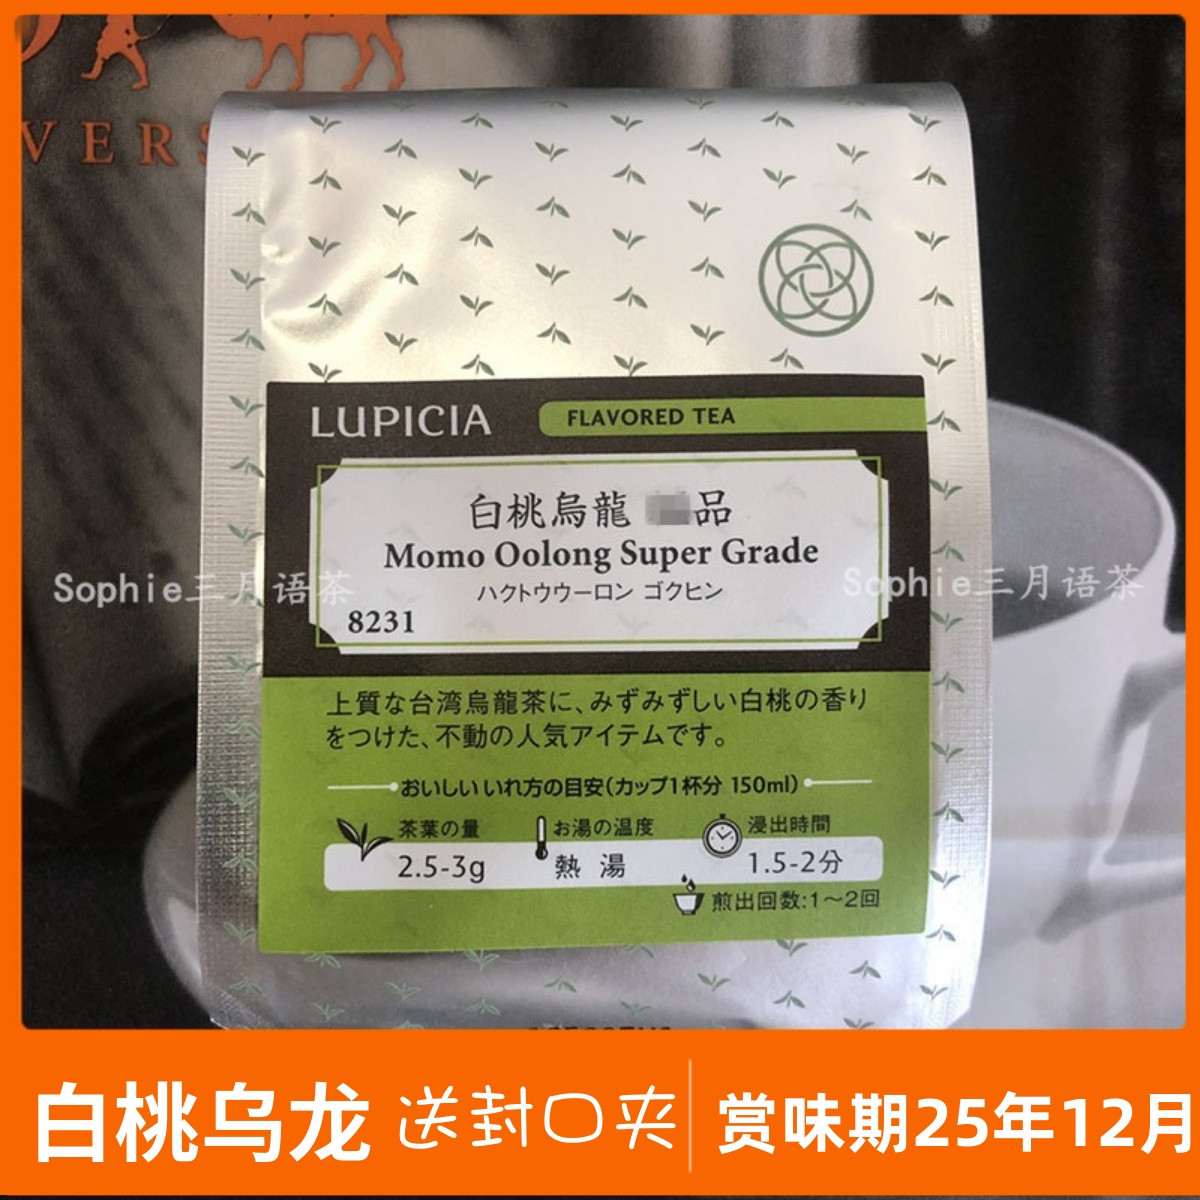 VERS
LUPICIA
FLAVORED TEA
白桃烏龍 品
Momo Oolong Super Grade
ハクトウウーロン ゴクヒン
8231
Sophie三月语茶
Sophie三月语茶
上質な台湾烏龍茶に、みずみずしい白桃の香り
をつけた、不動の人気アイテムです。
おいしいいれ方の目安(カップ1杯分 150ml)
茶葉の量
お湯の温度
浸出時間
2.5-3g
熱 湯
1.5-2分
煎出回数:1～2回
白桃乌龙
送封口夹
赏味期25年12月